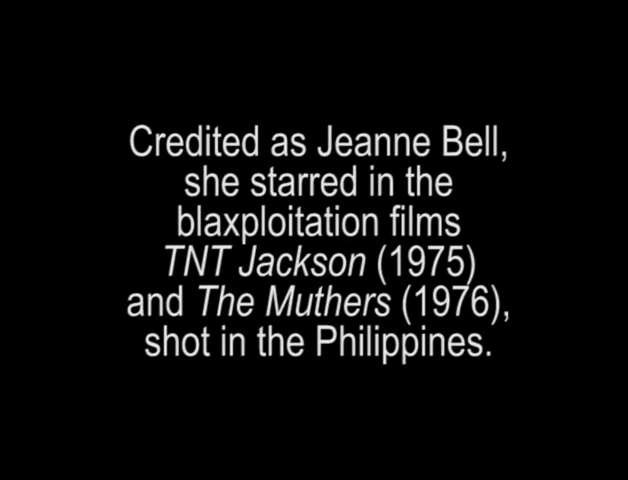 Credited as Jeanne Bell,
she starred in the
blaxploitation films
TNT Jackson (1975)
and The Muthers (1976),
shot in the Philippines.